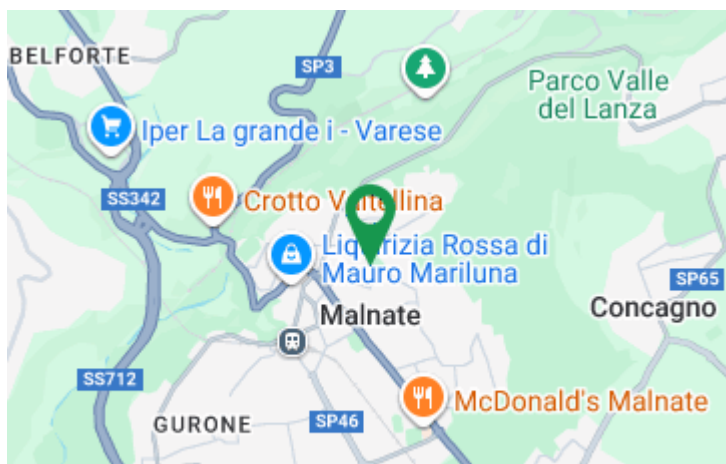 BELFORTE
SP3
Parco Valle
del Lanza
Iper La grande i - Varese
SS342
Crotto Valtellina
Liquirizia Rossa di
Mauro Mariluna
SP65
Concagno
Malnate
SS712
McDonald's Malnate
GURONE
SP46